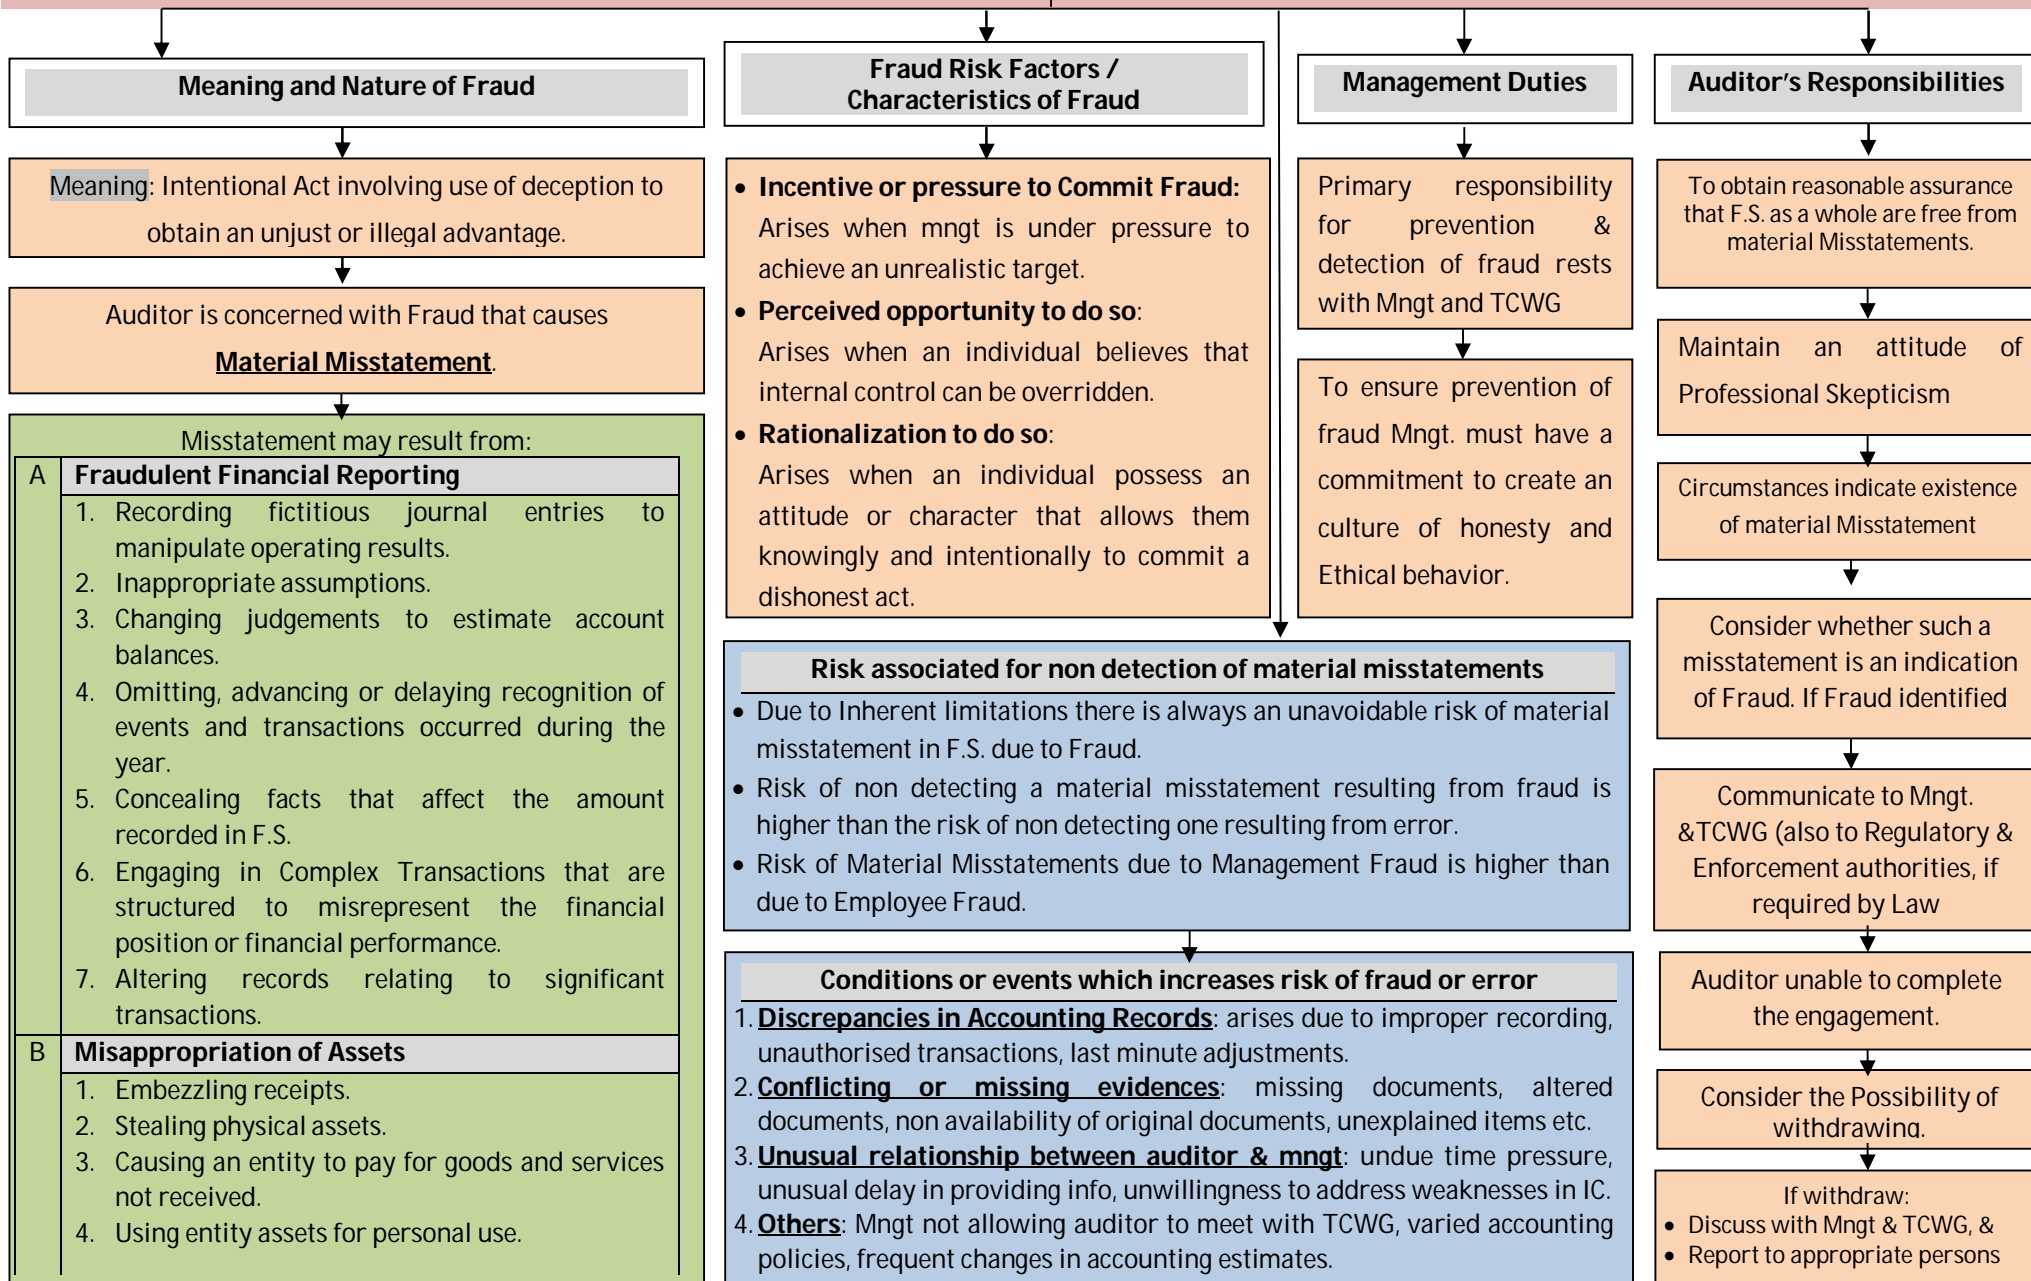 Meaning and Nature of Fraud
Meaning: Intentional Act involving use of deception to
obtain an unjust or illegal advantage.
Auditor is concerned with Fraud that causes
Material Misstatement.
Misstatement may result from:
A Fraudulent Financial Reporting
1. Recording fictitious journal entries to
manipulate operating results.
2. Inappropriate assumptions.
3. Changing judgements to estimate account
balances.
4. Omitting, advancing or delaying recognition of
events and transactions occurred during the
year.
5. Concealing facts that affect the amount
recorded in F.S.
6. Engaging in Complex Transactions that are
structured to misrepresent the financial
position or financial performance.
7. Altering records relating to significant
transactions.
B Misappropriation of Assets
1. Embezzling receipts.
2. Stealing physical assets.
3. Causing an entity to pay for goods and services
not received.
4. Using entity assets for personal use.
Fraud Risk Factors /
Characteristics of Fraud
• Incentive or pressure to Commit Fraud:
Arises when mngt is under pressure to
achieve an unrealistic target.
• Perceived opportunity to do so:
Arises when an individual believes that
internal control can be overridden.
• Rationalization to do so:
Arises when an individual possess an
attitude or character that allows them
knowingly and intentionally to commit a
dishonest act.
Management Duties
Primary responsibility
for prevention &
detection of fraud rests
with Mngt and TCWG
To ensure prevention of
fraud Mngt. must have a
commitment to create an
culture of honesty and
Ethical behavior.
Risk associated for non detection of material misstatements
• Due to Inherent limitations there is always an unavoidable risk of material
misstatement in F.S. due to Fraud.
• Risk of non detecting a material misstatement resulting from fraud is
higher than the risk of non detecting one resulting from error.
• Risk of Material Misstatements due to Management Fraud is higher than
due to Employee Fraud.
Conditions or events which increases risk of fraud or error
1. Discrepancies in Accounting Records: arises due to improper recording,
unauthorised transactions, last minute adjustments.
2. Conflicting or missing evidences: missing documents, altered
documents, non availability of original documents, unexplained items etc.
3. Unusual relationship between auditor & mngt: undue time pressure,
unusual delay in providing info, unwillingness to address weaknesses in IC.
4. Others: Mngt not allowing auditor to meet with TCWG, varied accounting
policies, frequent changes in accounting estimates.
Auditor's Responsibilities
To obtain reasonable assurance
that F.S. as a whole are free from
material Misstatements.
Maintain an attitude of
Professional Skepticism
Circumstances indicate existence
of material Misstatement
Consider whether such a
misstatement is an indication
of Fraud. If Fraud identified
Communicate to Mngt.
&TCWG (also to Regulatory &
Enforcement authorities, if
required by Law
Auditor unable to complete
the engagement.
Consider the Possibility of
withdrawing.
If withdraw:
• Discuss with Mngt & TCWG, &
• Report to appropriate persons